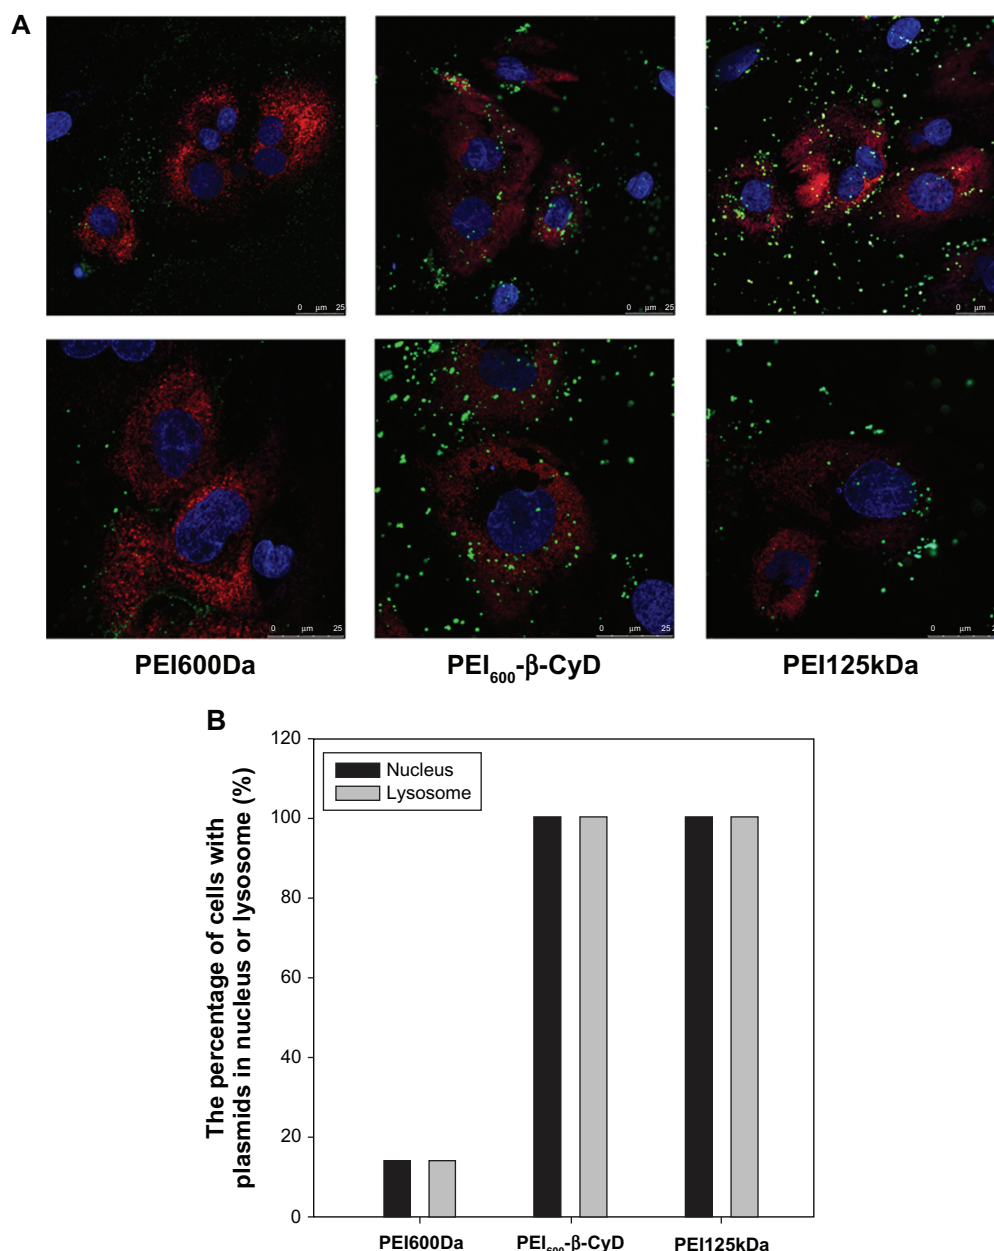 A
0 μm 25
0 μm 25
0 μm 25
0 μm 25
0 μm 25
0 μm 25
PEI600Da
PEI600-β-CyD
PEI125kDa
B
The percentage of cells with
plasmids in nucleus or lysosome (%)
120
100
80
60
40
20
0
Nucleus
Lysosome
PEI600Da
PEI600-β-CyD
PEI125kDa